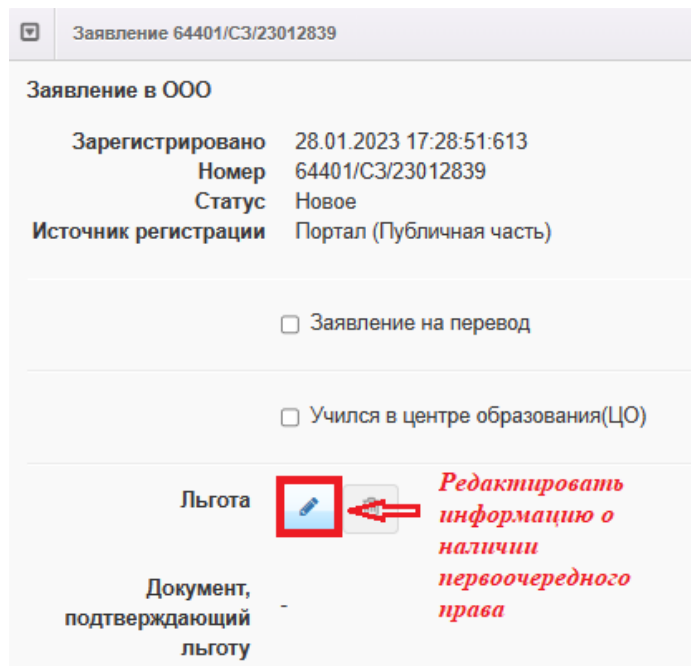 Заявление 64401/СЗ/23012839
Заявление в ООО
Зарегистрировано 28.01.2023 17:28:51:613
Номер 64401/СЗ/23012839
Статус Новое
Источник регистрации Портал (Публичная часть)
Заявление на перевод
Учился в центре образования(ЦО)
Льгота
Редактировать
информацию о
наличии
первоочередного
права
Документ,
подтверждающий
льготу
-